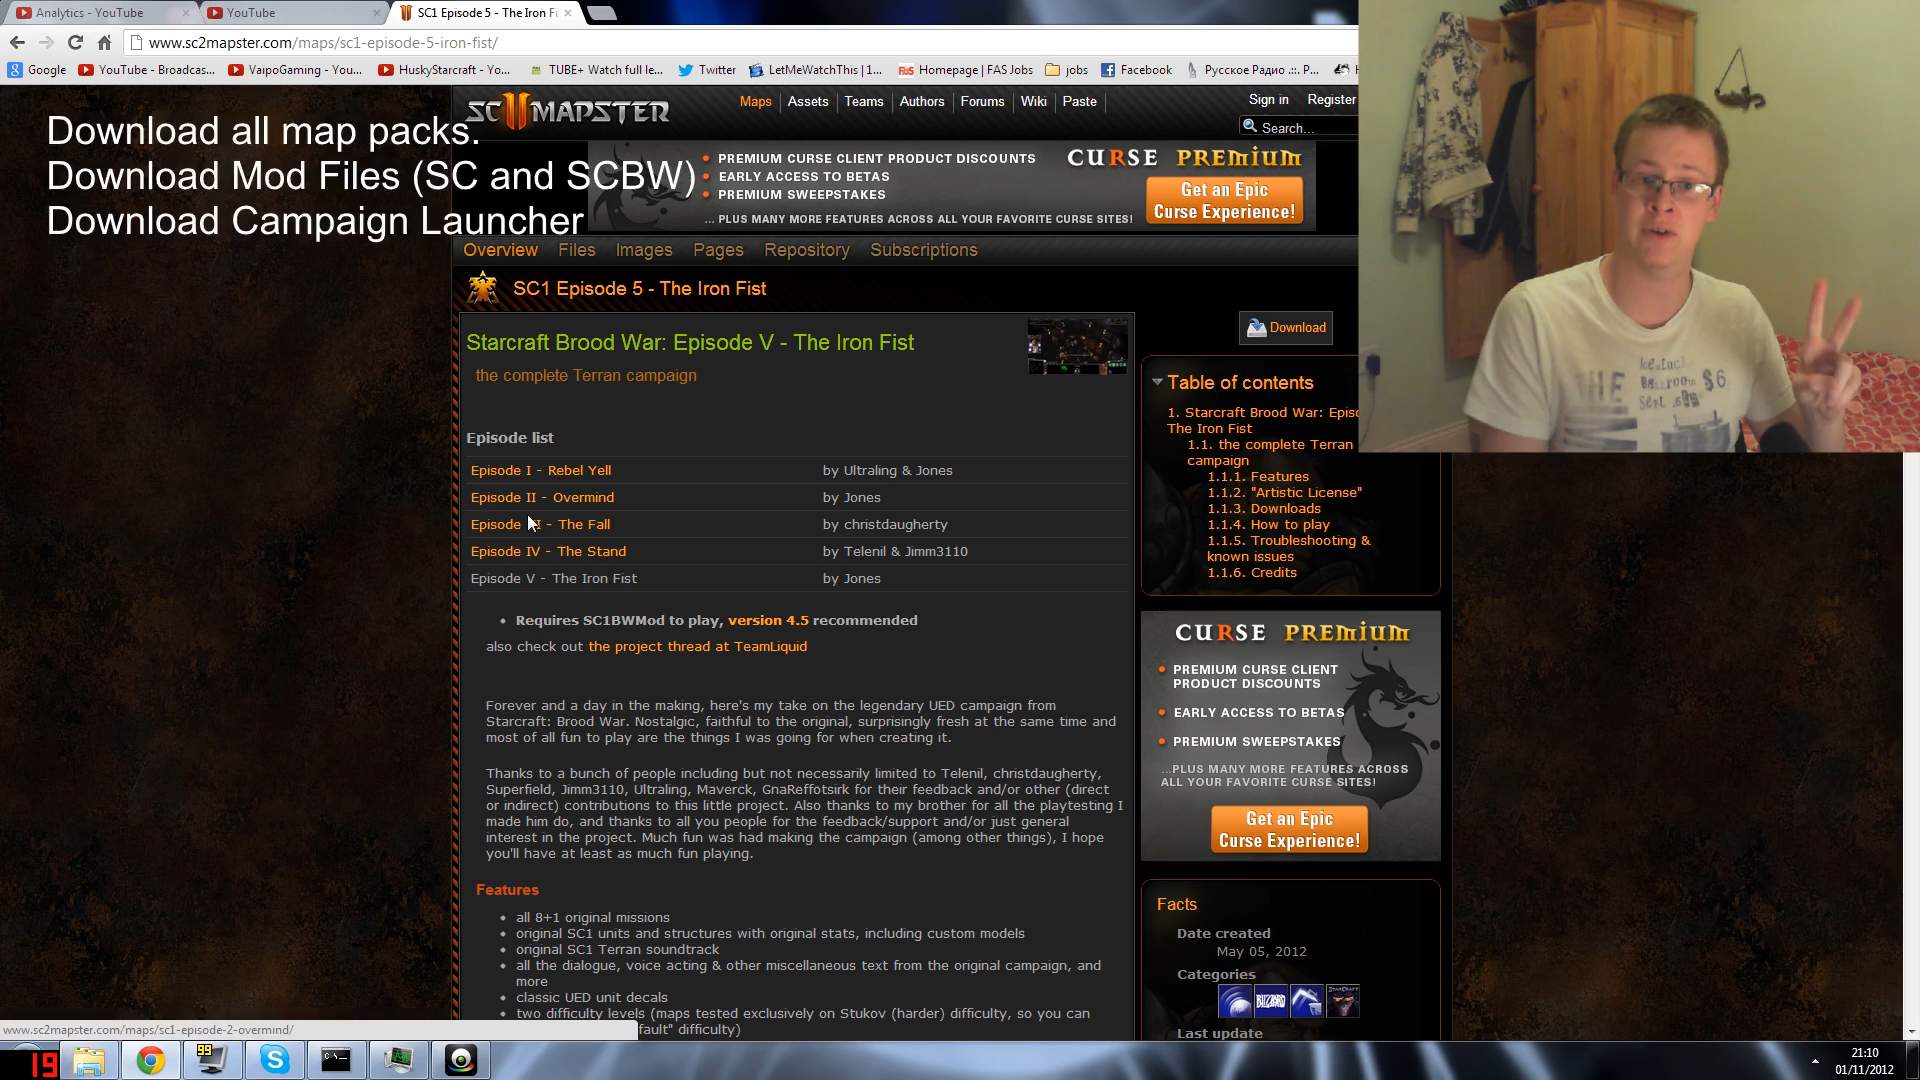 Analytics - YouTube
YouTube
SC1 Episode 5 - The Iron Fi
www.sc2mapster.com/maps/sc1-episode-5-iron-fist/
Google
YouTube - Broadcas...
VaipoGaming - You...
HuskyStarcraft - Yo...
TUBE+ Watch full le...
Twitter
LetMeWatchThis | 1...
Homepage | FAS Jobs
jobs
Facebook
Русское Радио .::. Р...
SC II MAPSTER
Maps
Assets
Teams
Authors
Forums
Wiki
Paste
Sign in
Register
Search...
Download all map packs.
Download Mod Files (SC and SCBW)
Download Campaign Launcher
PREMIUM CURSE CLIENT PRODUCT DISCOUNTS
EARLY ACCESS TO BETAS
PREMIUM SWEEPSTAKES
... PLUS MANY MORE FEATURES ACROSS ALL YOUR FAVORITE CURSE SITES!
CURSE PREMIUM
Get an Epic
Curse Experience!
Overview
Files
Images
Pages
Repository
Subscriptions
SC1 Episode 5 - The Iron Fist
Download
Starcraft Brood War: Episode V - The Iron Fist
the complete Terran campaign
Episode list
Episode I - Rebel Yell by Ultraling & Jones
Episode II - Overmind by Jones
Episode I - The Fall by christdaugherty
Episode IV - The Stand by Telenil & Jimm3110
Episode V - The Iron Fist by Jones
Requires SC1BWMod to play, version 4.5 recommended
also check out the project thread at TeamLiquid
Forever and a day in the making, here's my take on the legendary UED campaign from
Starcraft: Brood War. Nostalgic, faithful to the original, surprisingly fresh at the same time and
most of all fun to play are the things I was going for when creating it.
Thanks to a bunch of people including but not necessarily limited to Telenil, christdaugherty,
Superfield, Jimm3110, Ultraling, Maverck, GnaReffotsirk for their feedback and/or other (direct
or indirect) contributions to this little project. Also thanks to my brother for all the playtesting I
made him do, and thanks to all you people for the feedback/support and/or just general
interest in the project. Much fun was had making the campaign (among other things), I hope
you'll have at least as much fun playing.
Features
all 8+1 original missions
original SC1 units and structures with original stats, including custom models
original SC1 Terran soundtrack
all the dialogue, voice acting & other miscellaneous text from the original campaign, and
more
classic UED unit decals
two difficulty levels (maps tested exclusively on Stukov (harder) difficulty, so you can
fault" difficulty)
Table of contents
1. Starcraft Brood War: Episo
The Iron Fist
1.1. the complete Terran
campaign
1.1.1. Features
1.1.2. "Artistic License"
1.1.3. Downloads
1.1.4. How to play
1.1.5. Troubleshooting &
known issues
1.1.6. Credits
CURSE PREMIUM
PREMIUM CURSE CLIENT
PRODUCT DISCOUNTS
EARLY ACCESS TO BETAS
PREMIUM SWEEPSTAKES
...PLUS MANY MORE FEATURES ACROSS
ALL YOUR FAVORITE CURSE SITES!
Get an Epic
Curse Experience!
Facts
Date created
May 05, 2012
Categories
BLIZZARD
STARCRAFT
Last update
www.sc2mapster.com/maps/sc1-episode-2-overmind/
19
99
21:10
01/11/2012
THE
$6